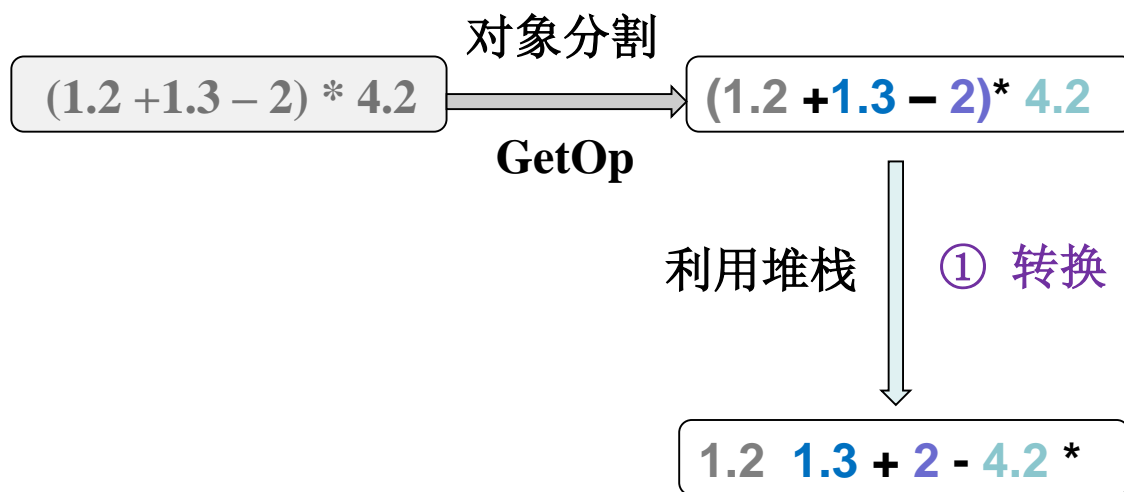 对象分割
(1.2 +1.3 – 2) * 4.2
(1.2 +1.3 – 2)* 4.2
GetOp
利用堆栈
① 转换
1.2 1.3 + 2 - 4.2 *